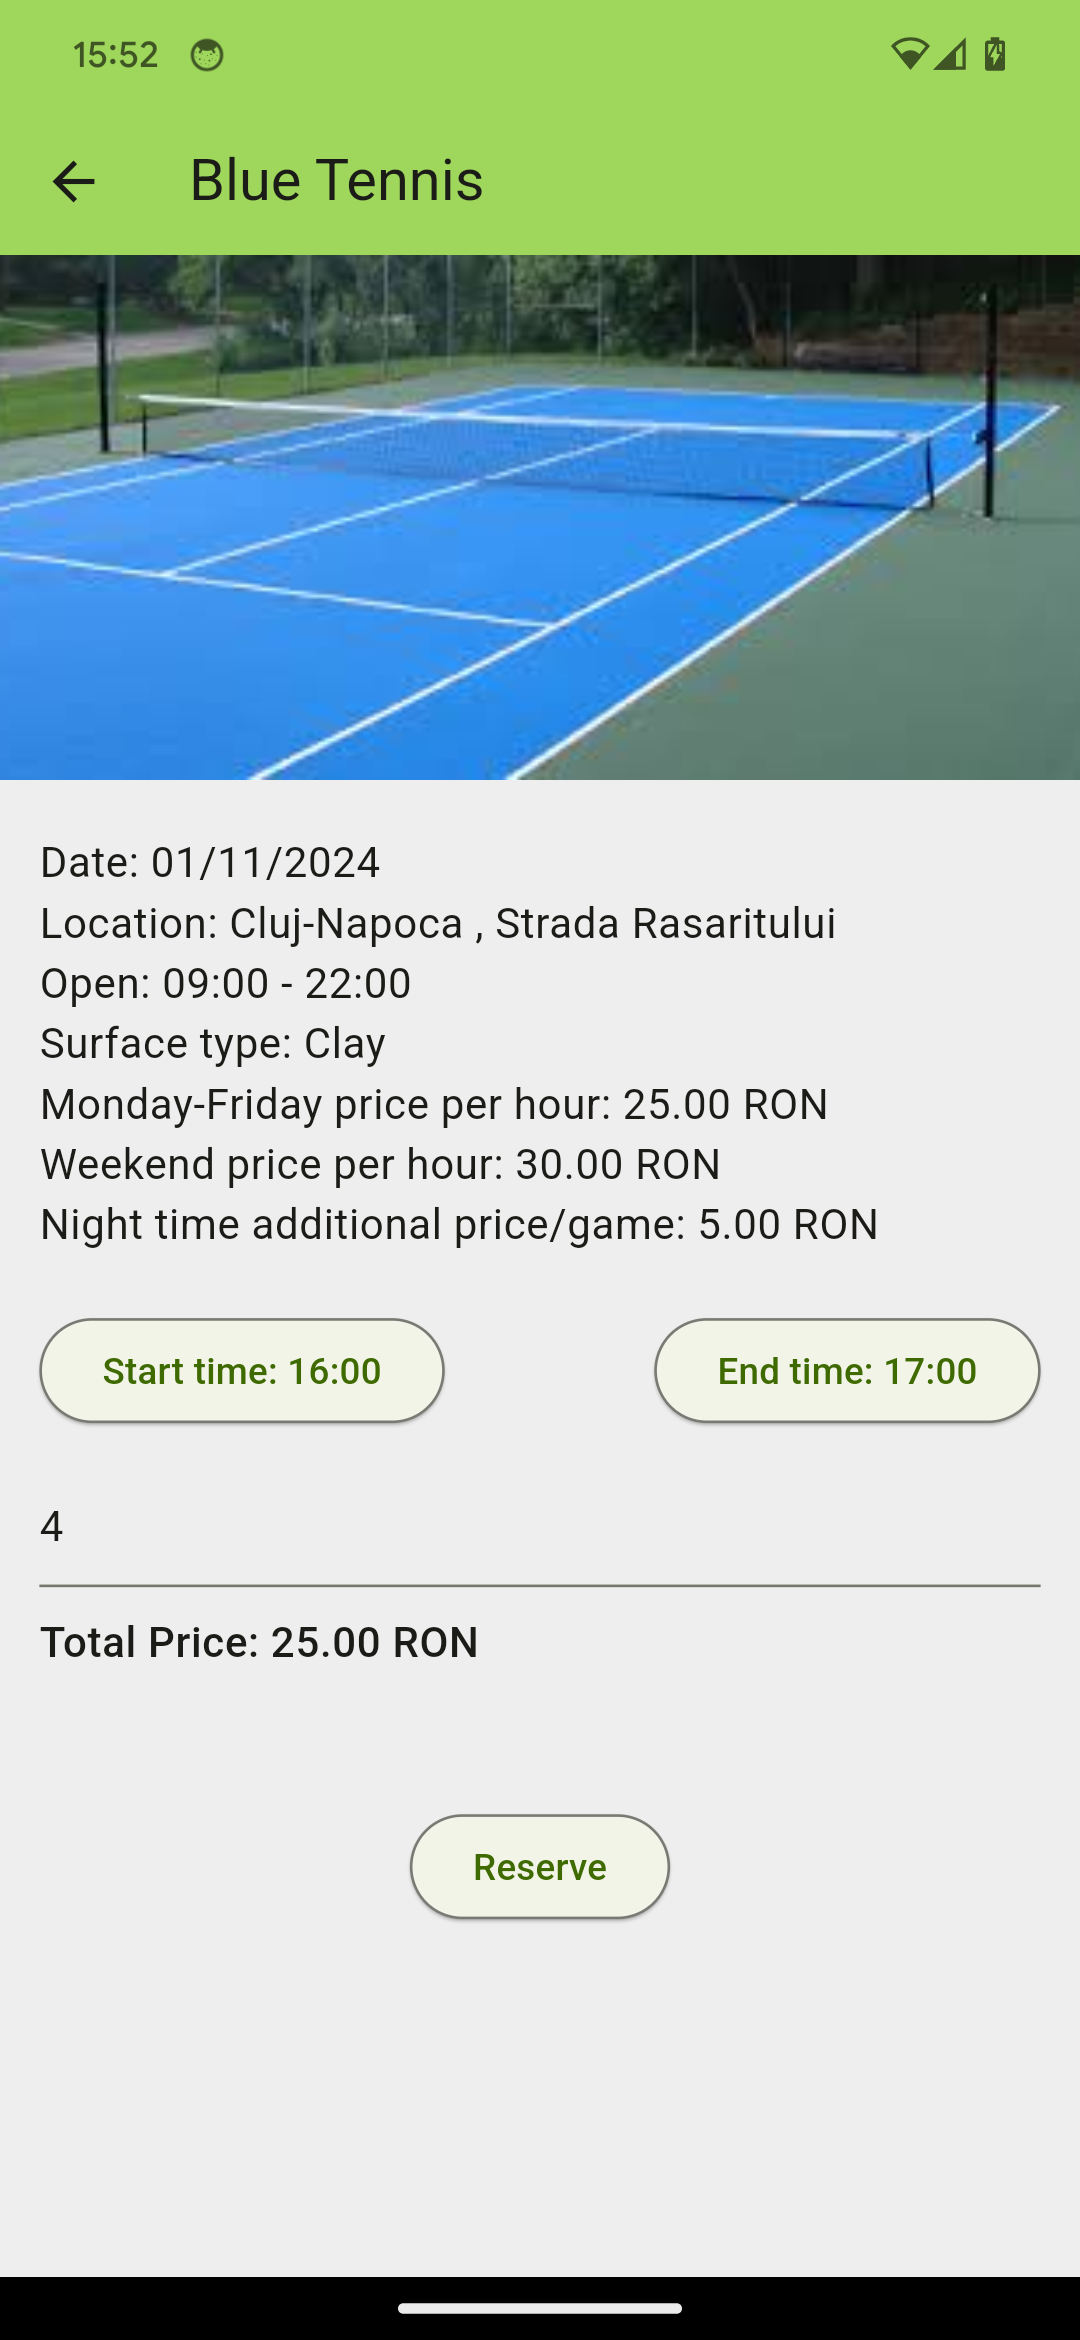 15:52
Blue Tennis
Date: 01/11/2024
Location: Cluj-Napoca , Strada Rasaritului
Open: 09:00 - 22:00
Surface type: Clay
Monday-Friday price per hour: 25.00 RON
Weekend price per hour: 30.00 RON
Night time additional price/game: 5.00 RON
Start time: 16:00
End time: 17:00
4
Total Price: 25.00 RON
Reserve